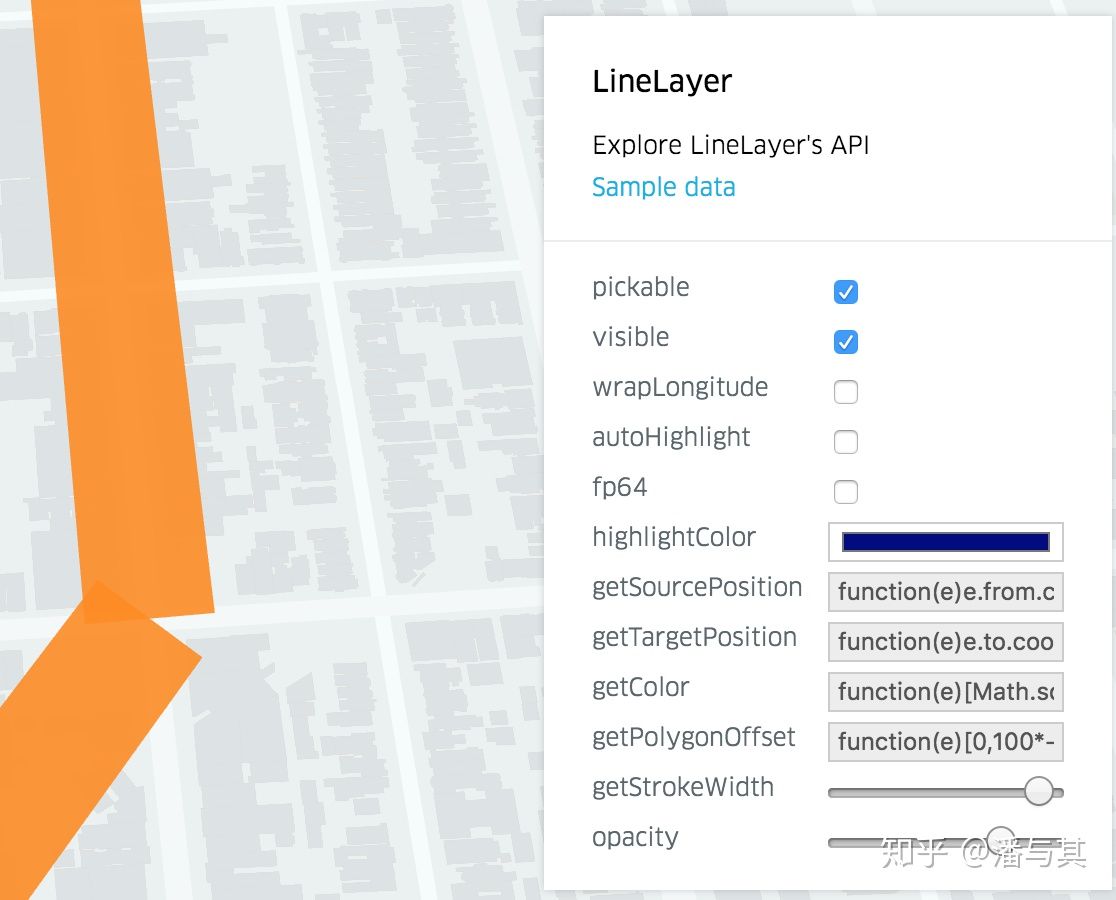 LineLayer
Explore LineLayer's API
Sample data
pickable
visible
wrapLongitude
autoHighlight
fp64
highlightColor
getSourcePosition function(e)e.from.c
getTargetPosition function(e)e.to.coo
getColor function(e)[Math.sc
getPolygonOffset function(e)[0,100*-
getStrokeWidth
opacity
知乎 @潘与其